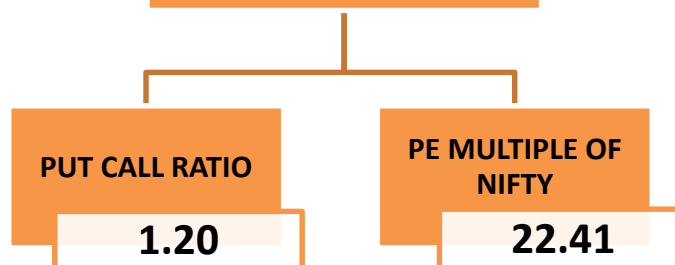 PUT CALL RATIO
PE MULTIPLE OF
NIFTY
1.20
22.41